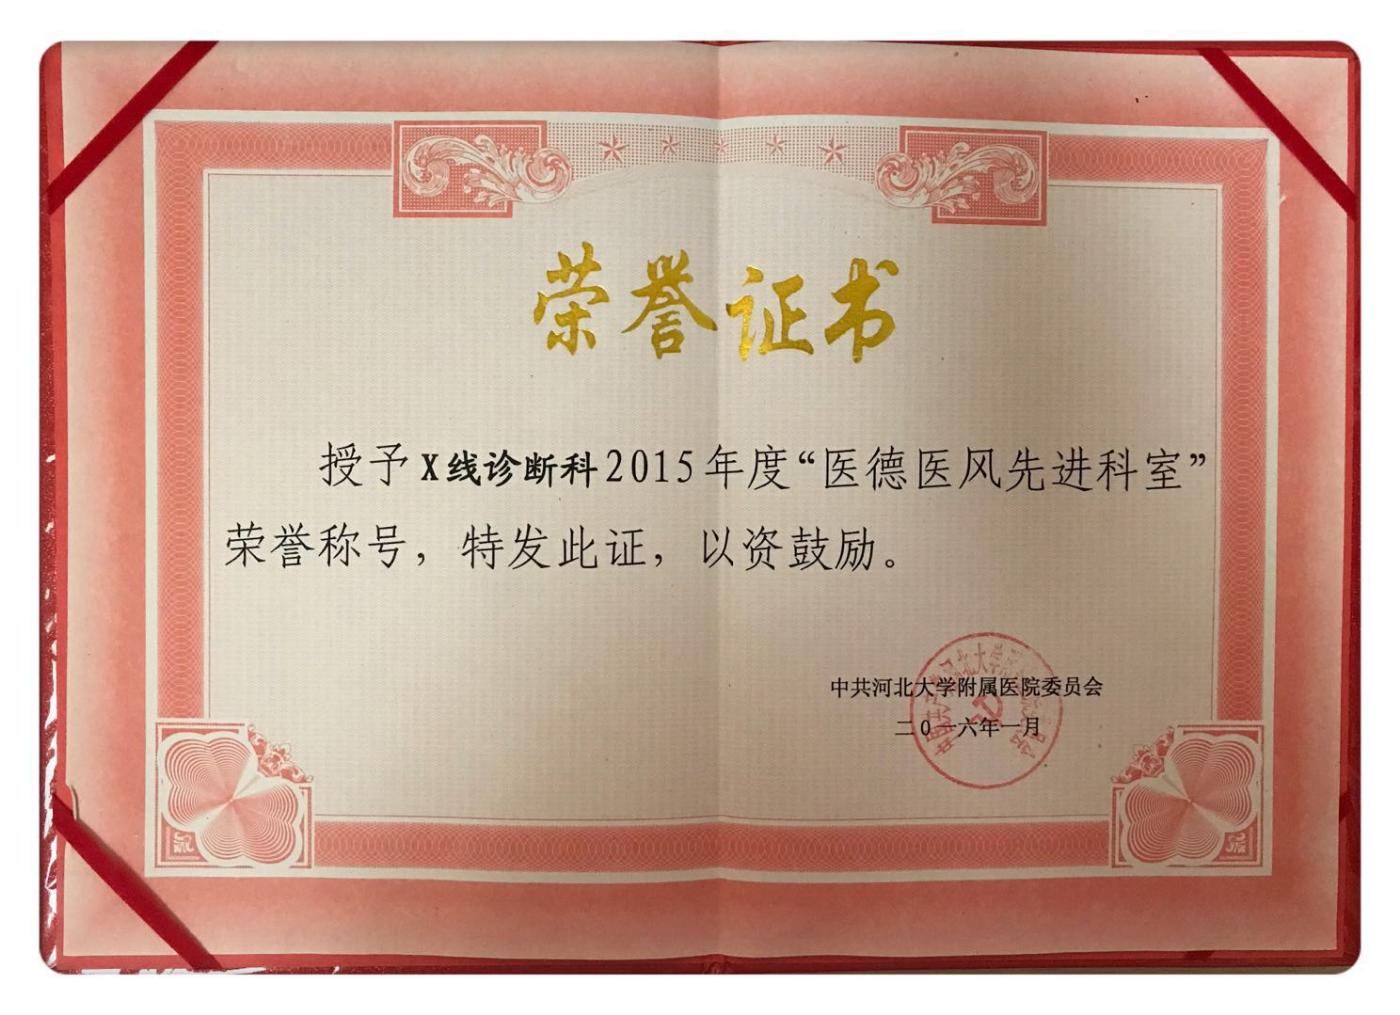 荣誉证书
授予X线诊断科2015年度“医德医风先进科室”
荣誉称号，特发此证，以资鼓励。
中共河北大学附属医院委员会
二0一六年一月